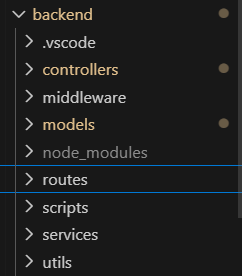 backend
.vscode
controllers
middleware
models
node_modules
routes
scripts
services
utils